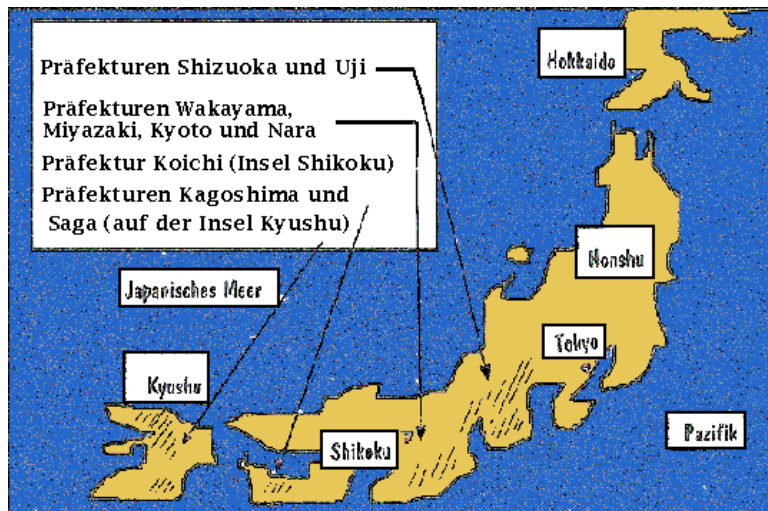 Präfekturen Shizuoka und Uji
Präfekturen Wakayama,
Miyazaki, Kyoto und Nara
Präfektur Koichi (Insel Shikoku)
Präfekturen Kagoshima und
Saga (auf der Insel Kyushu)
Hokkaido
Honshu
Japanisches Meer
Tokyo
Kyushu
Shikoku
Pazifik